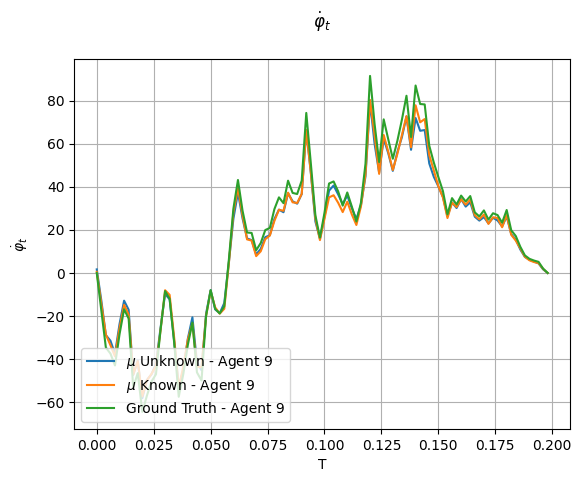 φ̇ₜ
80
60
40
20
0
−20
−40
−60
φ̇ₜ
μ Unknown - Agent 9
μ Known - Agent 9
Ground Truth - Agent 9
0.000 0.025 0.050 0.075 0.100 0.125 0.150 0.175 0.200
T